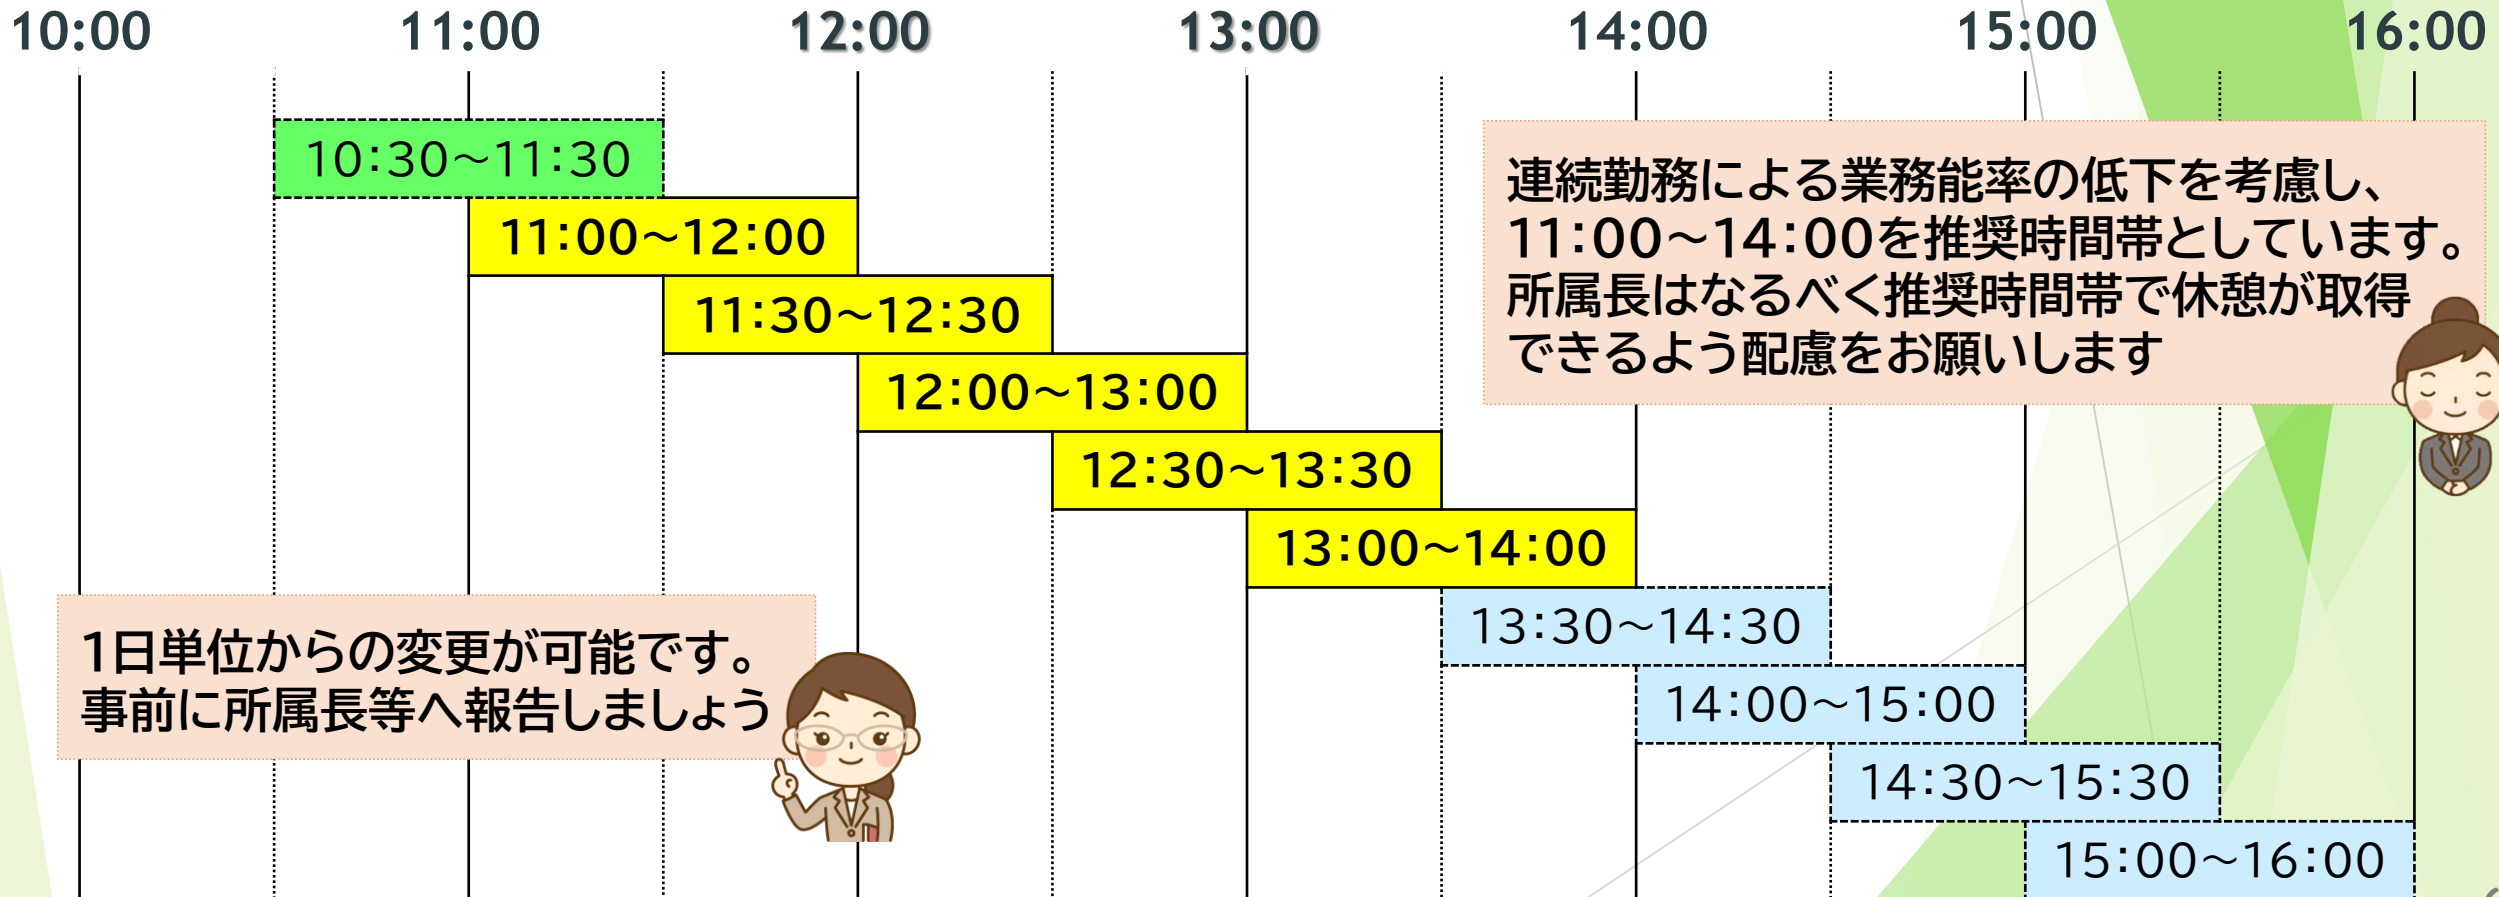 10:00 11:00 12:00 13:00 14:00 15:00 16:00
10:30～11:30
11:00～12:00
11:30～12:30
12:00～13:00
12:30～13:30
13:00～14:00
13:30～14:30
14:00～15:00
14:30～15:30
15:00～16:00
連続勤務による業務能率の低下を考慮し、
11:00～14:00を推奨時間帯としています。
所属長はなるべく推奨時間帯で休憩が取得
できるよう配慮をお願いします
1日単位からの変更が可能です。
事前に所属長等へ報告しましょう